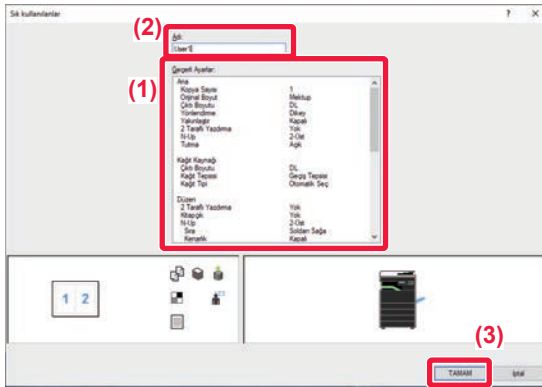 Sık kullanılanlar ? ×
(2)
Adı:
User1
(1)
Geçerli Ayarlar:
Ana
Kopya Sayısı 1
Orijinal Boyut Mektup
Çıktı Boyutu DL
Yönlendirme Dikey
Yakınlaştır Kapalı
2 Taraflı Yazdırma Yok
N-Up 2-Üst
Tutma Açık
Kağıt Kaynağı
Çıktı Boyutu DL
Kağıt Tepsisi Geçiş Tepsisi
Kağıt Tipi Otomatik Seç
Düzen
2 Taraflı Yazdırma Yok
Kitapçık Yok
N-Up 2-Üst
Sıra Soldan Sağa
Kenarlık Kapalı
1 2
(3)
TAMAM İptal